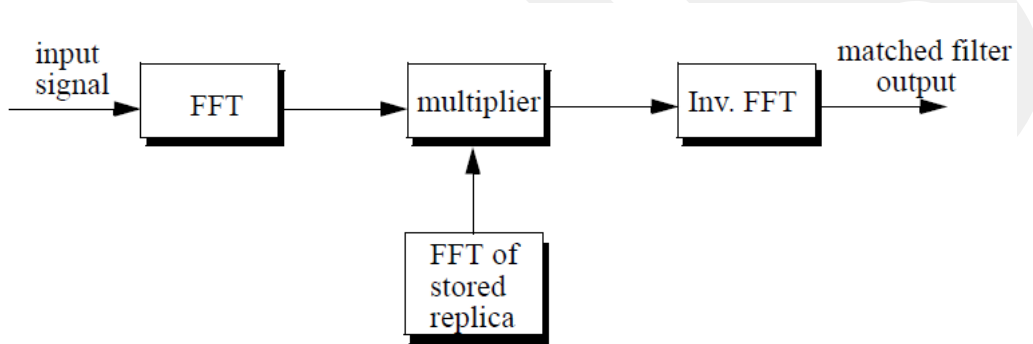 input
signal
FFT
multiplier
Inv. FFT
matched filter
output
FFT of
stored
replica